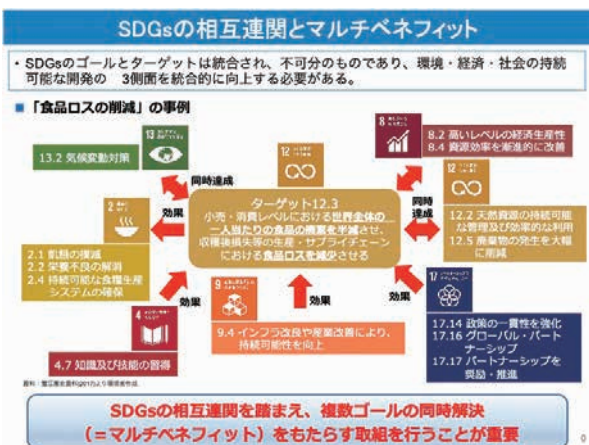 SDGsの相互連関とマルチベネフィット
・SDGsのゴールとターゲットは統合され、不可分のものであり、環境・経済・社会の持続
可能な開発の 3側面を統合的に向上する必要がある。
■ 「食品ロスの削減」の事例
13
13.2 気候変動対策
同時達成
12
8
8.2 高いレベルの経済生産性
8.4 資源効率を漸進的に改善
2
効果
2.1 飢餓の撲滅
2.2 栄養不良の解消
2.4 持続可能な食糧生産
システムの確保
ターゲット12.3
小売・消費レベルにおける世界全体の
一人当たりの食品の廃棄を半減させ、
収穫後損失等の生産・サプライチェーン
における食品ロスを減少させる
同時
達成
12
12.2 天然資源の持続可能
な管理及び効率的な利用
12.5 廃棄物の発生を大幅
に削減
4
効果
4.7 知識及び技能の習得
9
効果
9.4 インフラ改良や産業改善により、
持続可能性を向上
17
効果
17.14 政策の一貫性を強化
17.16 グローバル・パート
ナーシップ
17.17 パートナーシップを
奨励・推進
SDGsの相互連関を踏まえ、複数ゴールの同時解決
（＝マルチベネフィット）をもたらす取組を行うことが重要
0